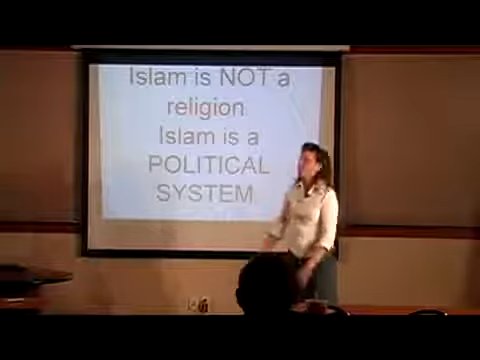 Islam is NOT a
religion
Islam is a
POLITICAL
SYSTEM